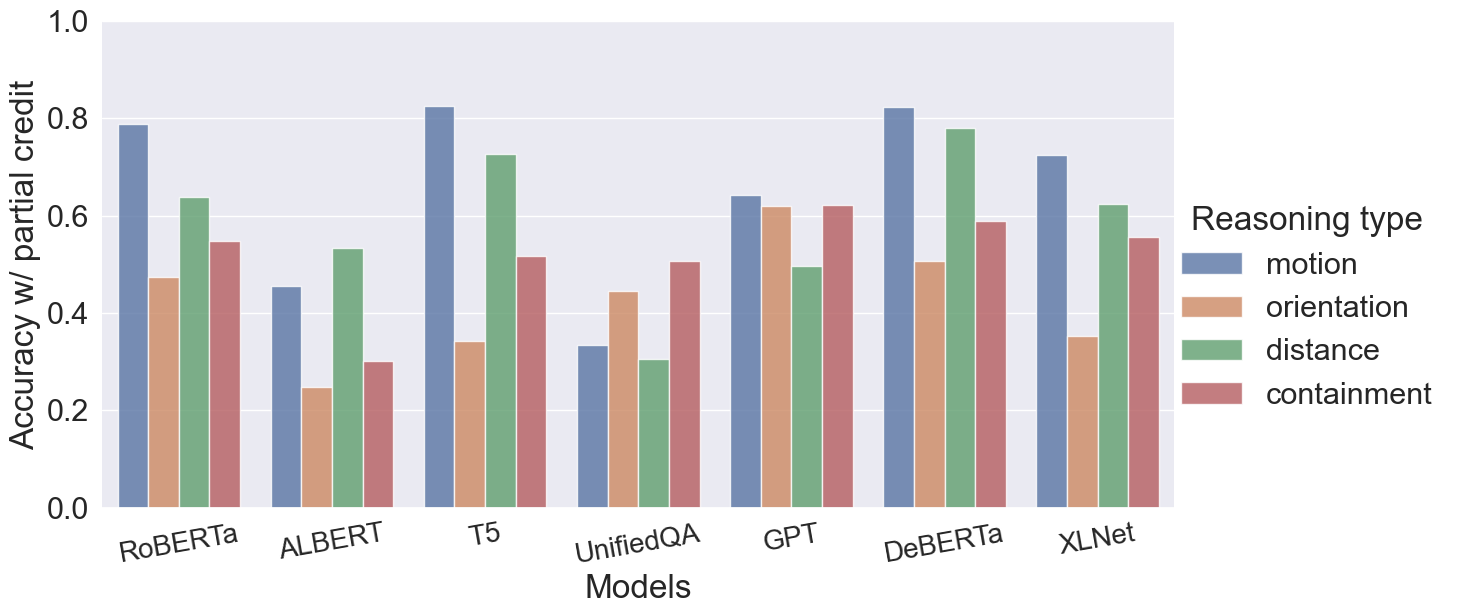 Accuracy w/ partial credit
1.0
0.8
0.6
0.4
0.2
0.0
RoBERTa
ALBERT
T5
UnifiedQA
GPT
DeBERTa
XLNet
Models
Reasoning type
motion
orientation
distance
containment